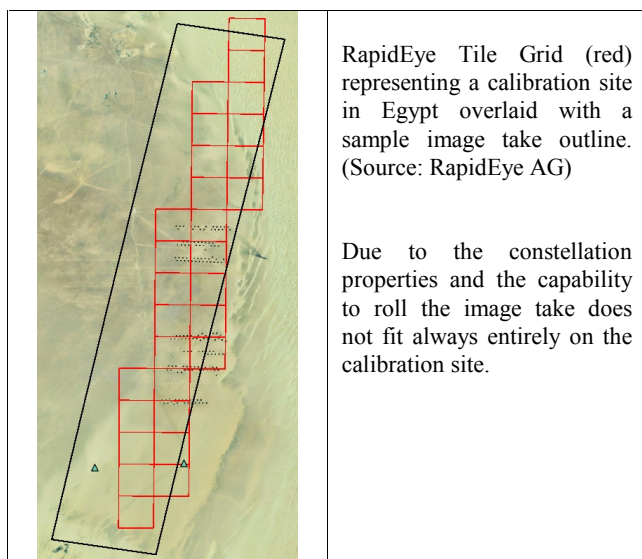 RapidEye Tile Grid (red)
representing a calibration site
in Egypt overlaid with a
sample image take outline.
(Source: RapidEye AG)
Due to the constellation
properties and the capability
to roll the image take does
not fit always entirely on the
calibration site.